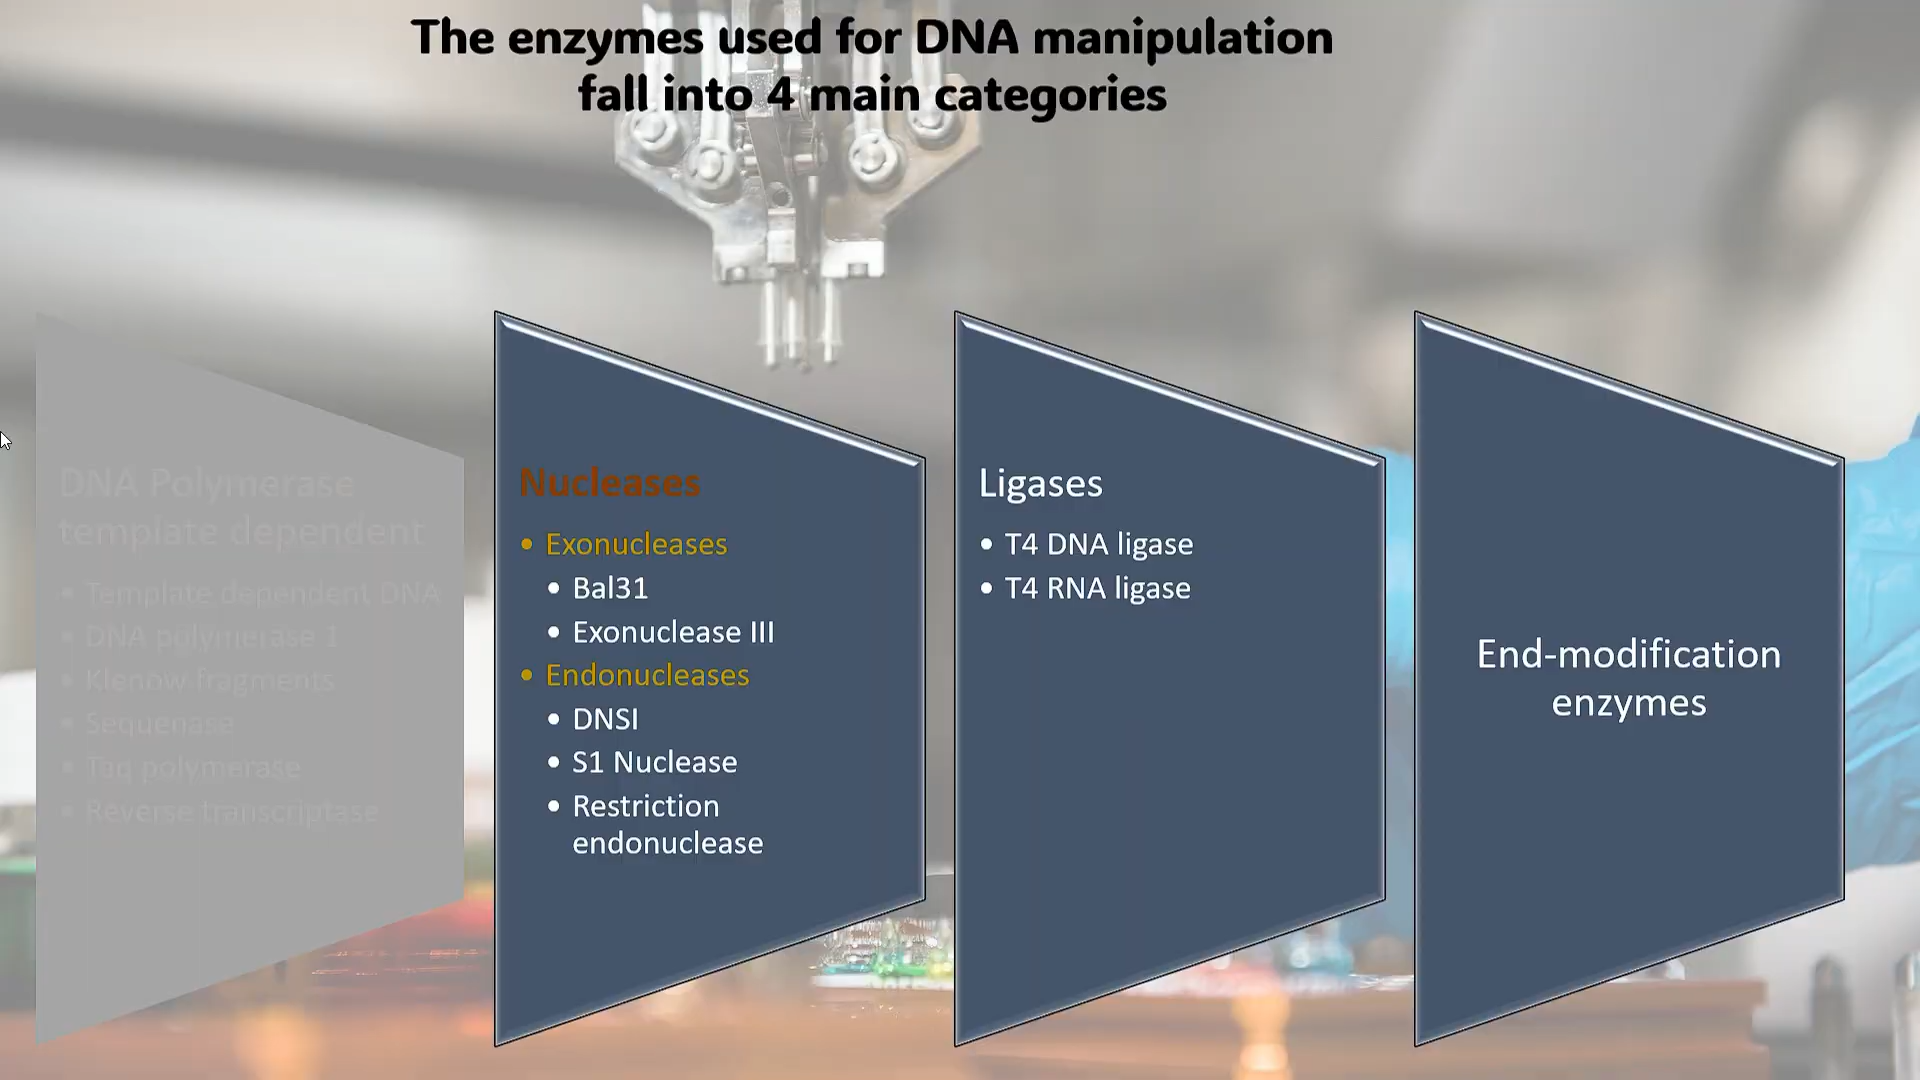 The enzymes used for DNA manipulation
fall into 4 main categories
DNA Polymerase
template dependent
• Template dependent DNA
• DNA polymerase 1
• Klenow fragments
• Sequenase
• Taq polymerase
• Reverse transcriptase
Nucleases
• Exonucleases
• Bal31
• Exonuclease III
• Endonucleases
• DNSI
• S1 Nuclease
• Restriction
endonuclease
Ligases
• T4 DNA ligase
• T4 RNA ligase
End-modification
enzymes